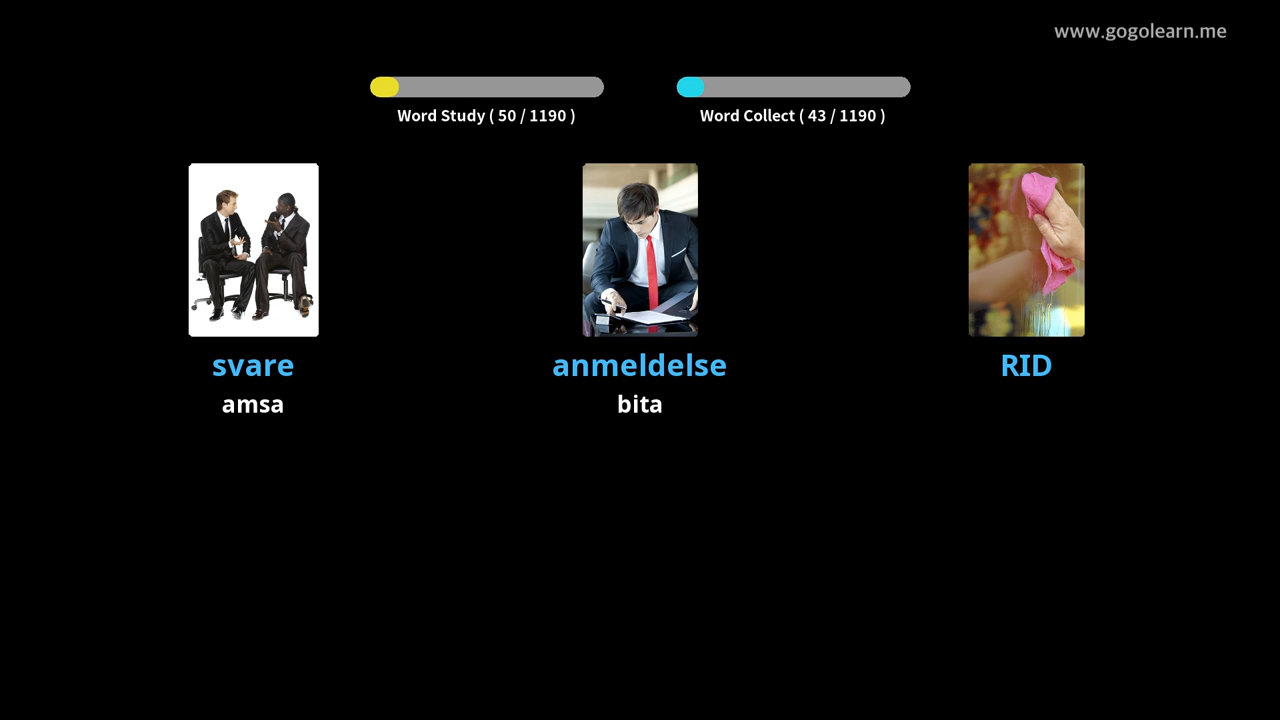 www.gogolearn.me
Word Study ( 50 / 1190 )
Word Collect ( 43 / 1190 )
svare
anmeldelse
RID
amsa
bita